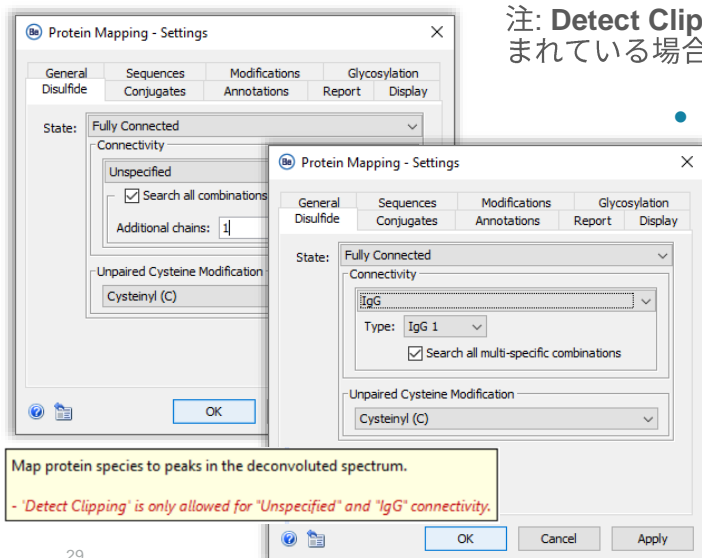 注: Detect Clip
まれている場合
Be Protein Mapping - Settings
General Sequences Modifications Glycosylation
Disulfide Conjugates Annotations Report Display
State: Fully Connected
Connectivity
Unspecified
Search all combinations
Additional chains: 1
Unpaired Cysteine Modification
Cysteinyl (C)
OK
Be Protein Mapping - Settings
General Sequences Modifications Glycosylation
Disulfide Conjugates Annotations Report Display
State: Fully Connected
Connectivity
IgG
Type: IgG 1
Search all multi-specific combinations
Unpaired Cysteine Modification
Cysteinyl (C)
OK Cancel Apply
Map protein species to peaks in the deconvoluted spectrum.
- 'Detect Clipping' is only allowed for "Unspecified" and "IgG" connectivity.
29